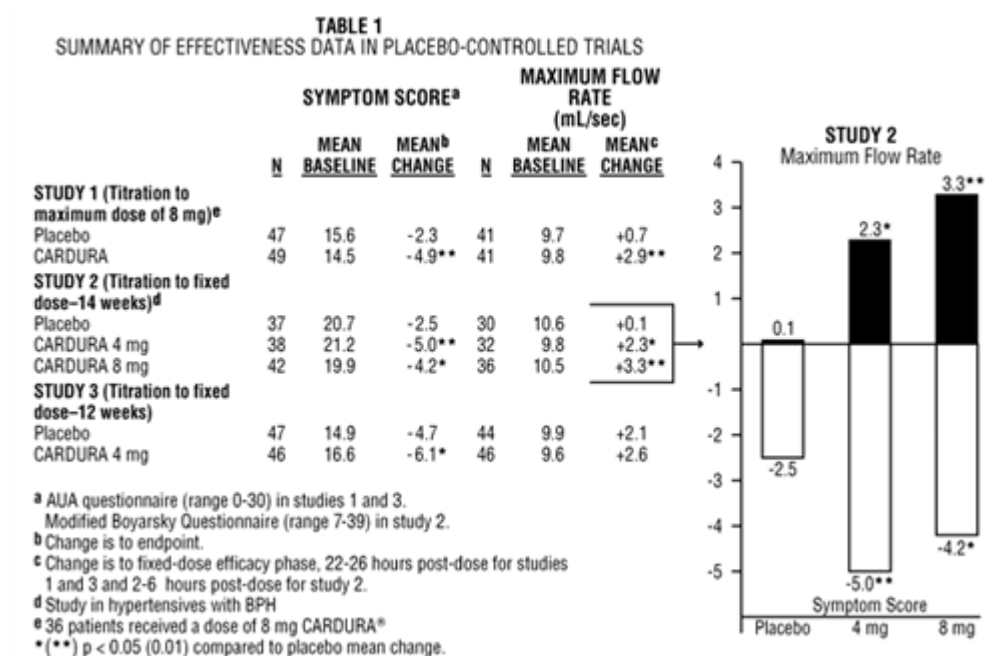 TABLE 1
SUMMARY OF EFFECTIVENESS DATA IN PLACEBO-CONTROLLED TRIALS
SYMPTOM SCOREª MAXIMUM FLOW RATE (mL/sec)
N MEAN BASELINE MEANᵇ CHANGE N MEAN BASELINE MEANᶜ CHANGE
STUDY 1 (Titration to
maximum dose of 8 mg)ᵉ
Placebo 47 15.6 -2.3 41 9.7 +0.7
CARDURA 49 14.5 -4.9** 41 9.8 +2.9**
STUDY 2 (Titration to fixed
dose–14 weeks)ᵈ
Placebo 37 20.7 -2.5 30 10.6 +0.1
CARDURA 4 mg 38 21.2 -5.0** 32 9.8 +2.3*
CARDURA 8 mg 42 19.9 -4.2* 36 10.5 +3.3**
STUDY 3 (Titration to fixed
dose–12 weeks)
Placebo 47 14.9 -4.7 44 9.9 +2.1
CARDURA 4 mg 46 16.6 -6.1* 46 9.6 +2.6
ª AUA questionnaire (range 0-30) in studies 1 and 3.
Modified Boyarsky Questionnaire (range 7-39) in study 2.
ᵇ Change is to endpoint.
ᶜ Change is to fixed-dose efficacy phase, 22-26 hours post-dose for studies
1 and 3 and 2-6 hours post-dose for study 2.
ᵈ Study in hypertensives with BPH
ᵉ 36 patients received a dose of 8 mg CARDURA®
*(**) p < 0.05 (0.01) compared to placebo mean change.
STUDY 2
Maximum Flow Rate
4
3
2
1
-1
-2
-3
-4
-5
0.1
2.3*
3.3**
-2.5
-5.0**
-4.2*
Symptom Score
Placebo 4 mg 8 mg